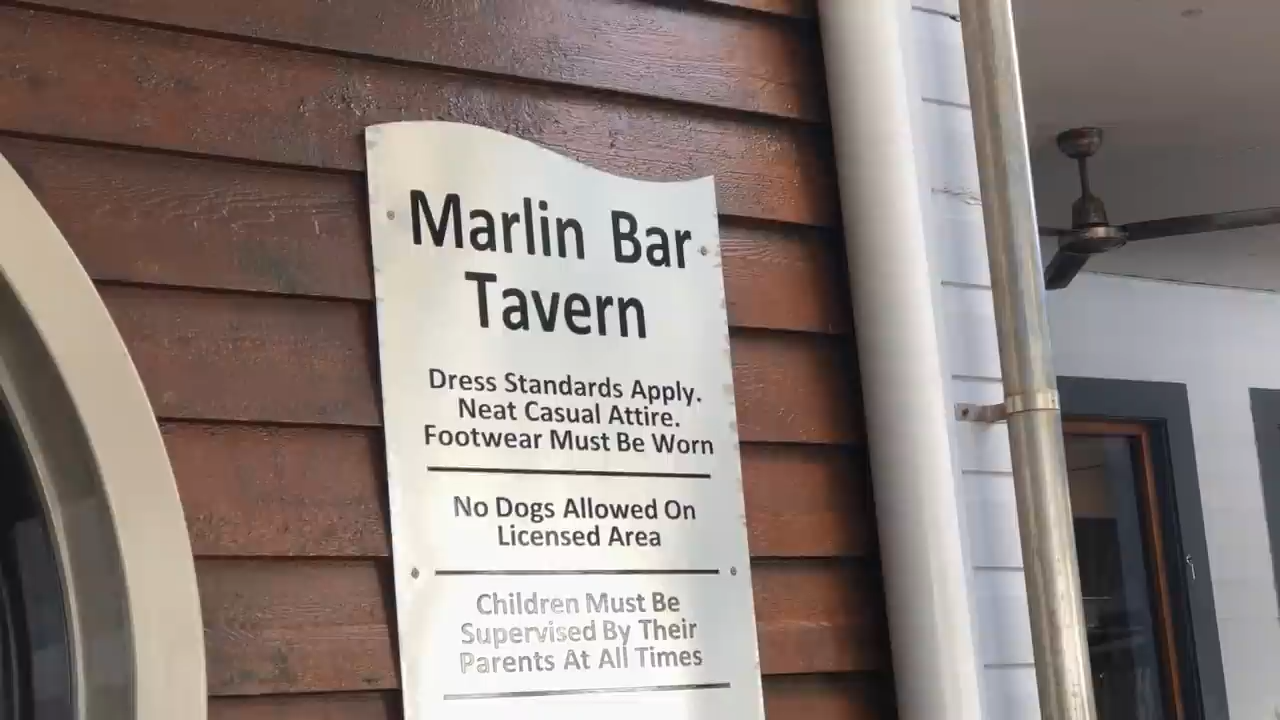 Marlin Bar
Tavern
Dress Standards Apply.
Neat Casual Attire.
Footwear Must Be Worn
No Dogs Allowed On
Licensed Area
Children Must Be
Supervised By Their
Parents At All Times